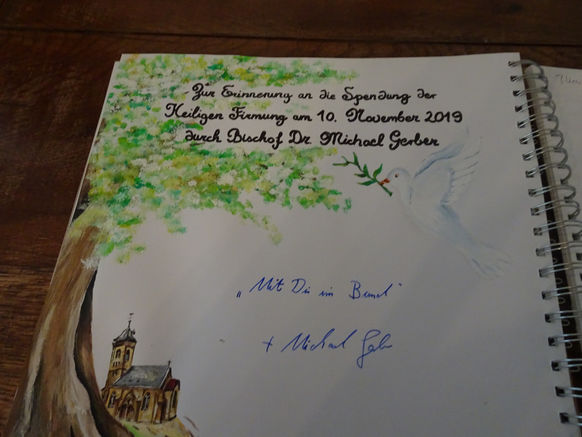 Zur Erinnerung an die Spendung der
Heiligen Firmung am 10. November 2019
durch Bischof Dr. Michael Gerber
„Mit Dir im Bund"
+ Michael Gerber